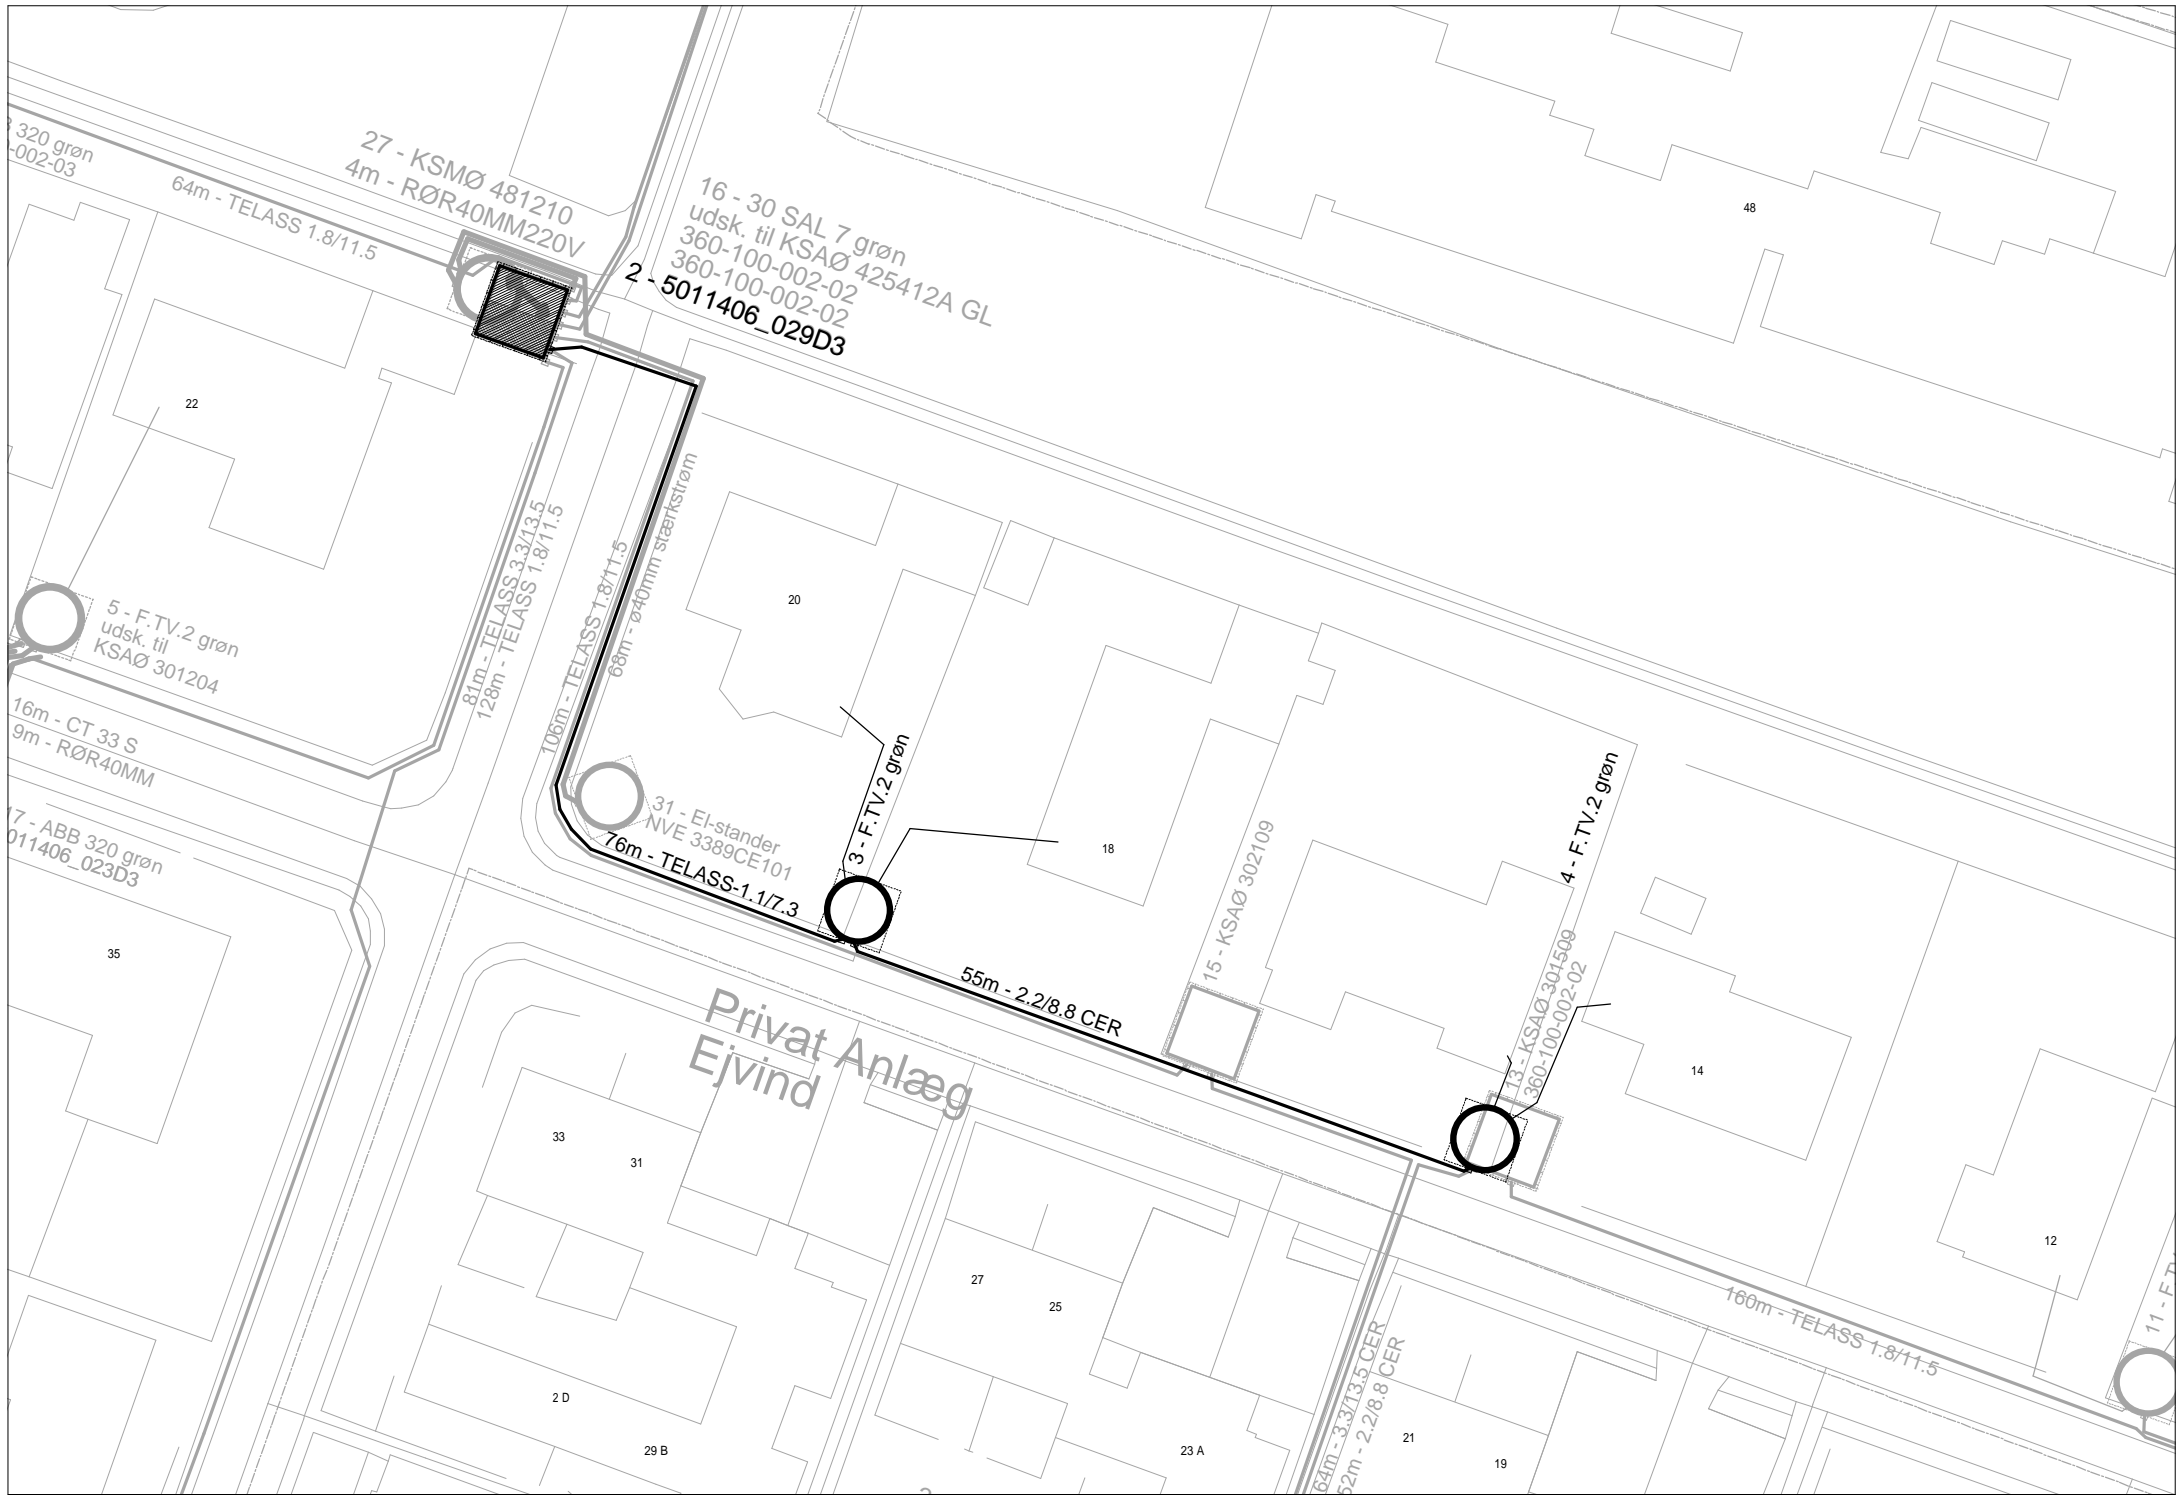 320 grøn
-002-03
64m - TELASS 1.8/11.5
27 - KSMØ 481210
4m - RØR40MM220V
16 - 30 SAL 7 grøn
udsk. til KSAØ 425412A GL
360-100-002-02
360-100-002-02
2 - 5011406_029D3
48
22
5 - F.TV.2 grøn
udsk. til
KSAØ 301204
81m - TELASS 3.3/13.5
128m - TELASS 1.8/11.5
106m - TELASS 1.8/11.5
68m - ø40mm stærkstrøm
20
16m - CT 33 S
9m - RØR40MM
17 - ABB 320 grøn
011406_023D3
31 - El-stander
NVE 3389CE101
76m - TELASS-1.1/7.3
3 - F.TV.2 grøn
18
15 - KSAØ 302109
4 - F.TV.2 grøn
13 - KSAØ 301509
360-100-002-02
55m - 2.2/8.8 CER
35
Privat Anlæg
Ejvind
14
33
31
12
27
25
160m - TELASS 1.8/11.5
11 - F.T
64m - 3.3/13.5 CER
52m - 2.2/8.8 CER
2 D
29 B
23 A
21
19